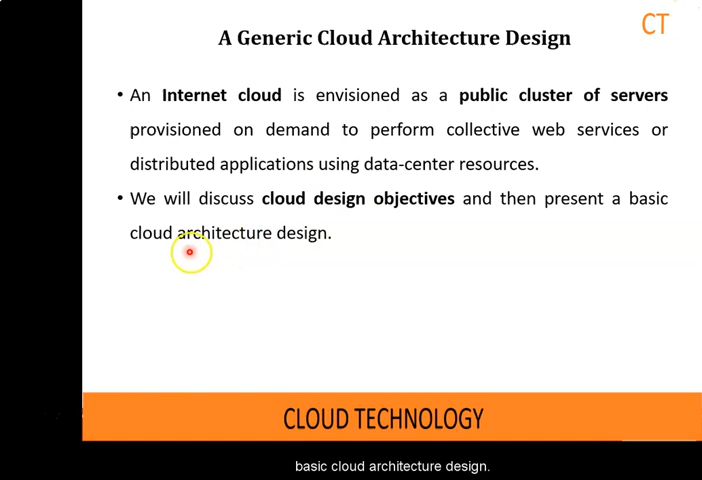 CT
A Generic Cloud Architecture Design
• An Internet cloud is envisioned as a public cluster of servers
provisioned on demand to perform collective web services or
distributed applications using data-center resources.
• We will discuss cloud design objectives and then present a basic
cloud architecture design.
CLOUD TECHNOLOGY
basic cloud architecture design.